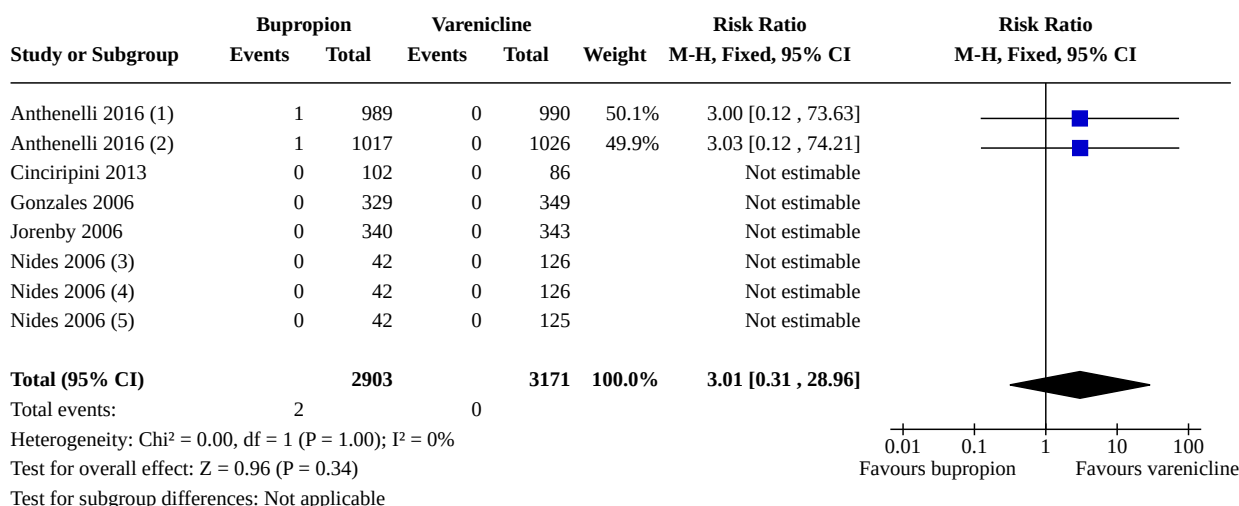 Bupropion Varenicline Risk Ratio Risk Ratio
Study or Subgroup Events Total Events Total Weight M-H, Fixed, 95% CI M-H, Fixed, 95% CI
Anthenelli 2016 (1) 1 989 0 990 50.1% 3.00 [0.12 , 73.63]
Anthenelli 2016 (2) 1 1017 0 1026 49.9% 3.03 [0.12 , 74.21]
Cinciripini 2013 0 102 0 86 Not estimable
Gonzales 2006 0 329 0 349 Not estimable
Jorenby 2006 0 340 0 343 Not estimable
Nides 2006 (3) 0 42 0 126 Not estimable
Nides 2006 (4) 0 42 0 126 Not estimable
Nides 2006 (5) 0 42 0 125 Not estimable
Total (95% CI) 2903 3171 100.0% 3.01 [0.31 , 28.96]
Total events: 2 0
Heterogeneity: Chi² = 0.00, df = 1 (P = 1.00); I² = 0%
0.01 0.1 1 10 100
Test for overall effect: Z = 0.96 (P = 0.34)
Favours bupropion Favours varenicline
Test for subgroup differences: Not applicable